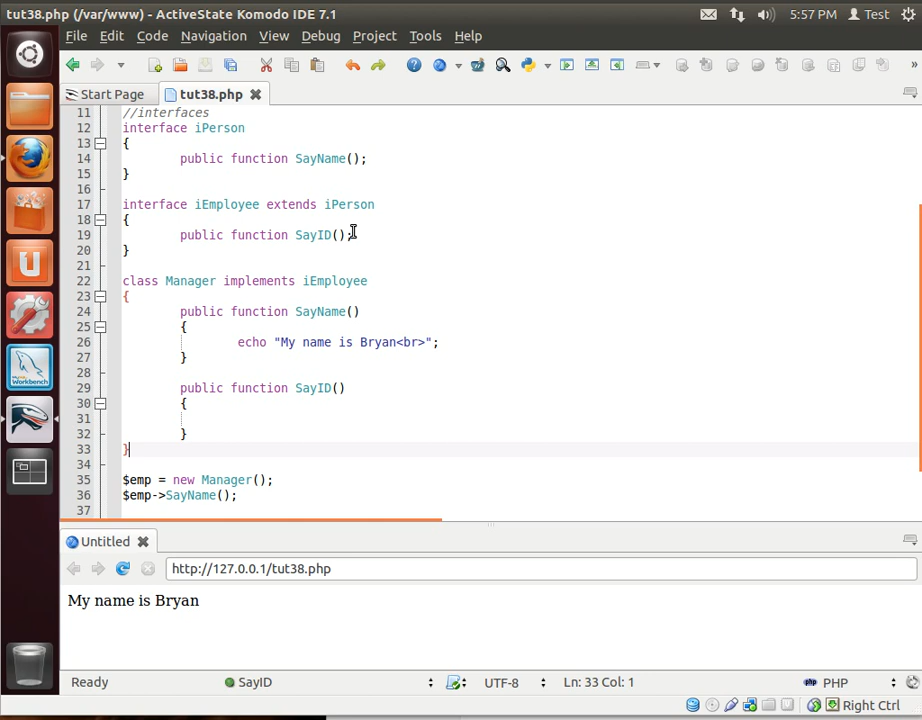 tut38.php (/var/www) - ActiveState Komodo IDE 7.1
5:57 PM Test
File Edit Code Navigation View Debug Project Tools Help
Start Page tut38.php
11 //interfaces
12 interface iPerson
13 {
14 public function SayName();
15 }
16
17 interface iEmployee extends iPerson
18 {
19 public function SayID();
20 }
21
22 class Manager implements iEmployee
23 {
24 public function SayName()
25 {
26 echo "My name is Bryan<br>";
27 }
28
29 public function SayID()
30 {
31
32 }
33 }
34
35 $emp = new Manager();
36 $emp->SayName();
37
Untitled
http://127.0.0.1/tut38.php
My name is Bryan
Ready SayID UTF-8 Ln: 33 Col: 1 PHP
Right Ctrl